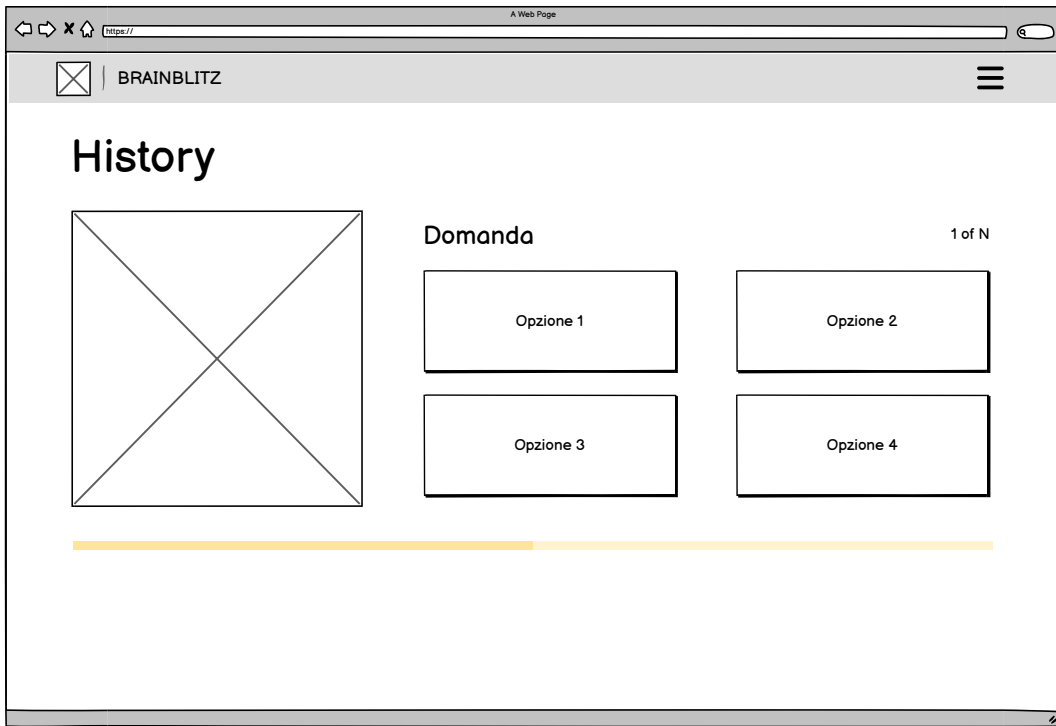 A Web Page
https://
BRAINBLITZ
History
Domanda
1 of N
Opzione 1
Opzione 2
Opzione 3
Opzione 4